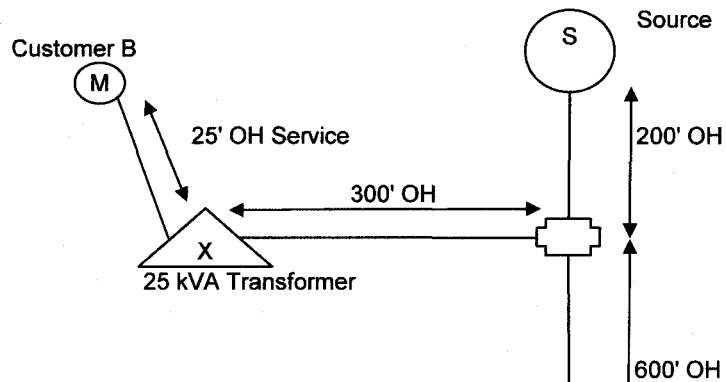 S
Source
Customer B
M
25' OH Service
200' OH
300' OH
X
25 kVA Transformer
600' OH